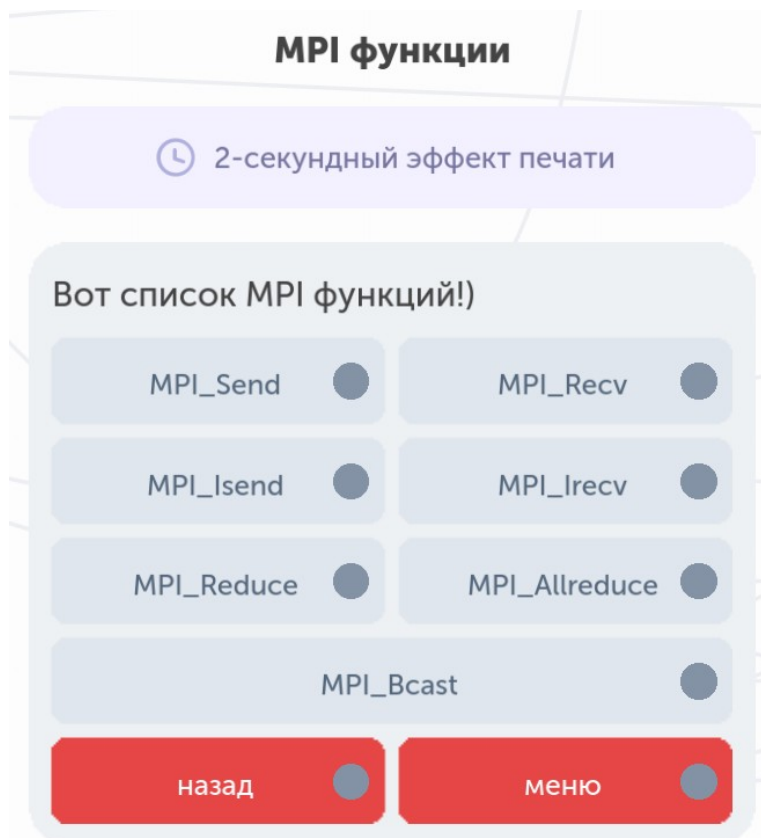 MPI функции
2-секундный эффект печати
Вот список MPI функций!)
MPI_Send
MPI_Recv
MPI_Isend
MPI_Irecv
MPI_Reduce
MPI_Allreduce
MPI_Bcast
назад
меню